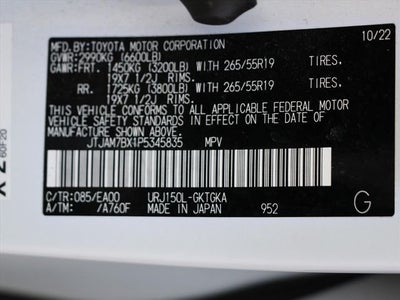 MFD.BY:TOYOTA MOTOR CORPORATION 10/22
GVWR:2990KG (6600LB)
GAWR:FRT. 1450KG (3200LB) WITH 265/55R19 TIRES.
19X7 1/2J RIMS.
RR. 1725KG (3800LB) WITH 265/55R19 TIRES.
19X7 1/2J RIMS.
THIS VEHICLE CONFORMS TO ALL APPLICABLE FEDERAL MOTOR
VEHICLE SAFETY STANDARDS IN EFFECT ON THE DATE OF
MANUFACTURE SHOWN ABOVE.
JTJAM7BX1P5345835 MPV
C/TR:085/EA00 URJ150L-GKTGKA
A/TM: /A760F MADE IN JAPAN 952 G
60F20